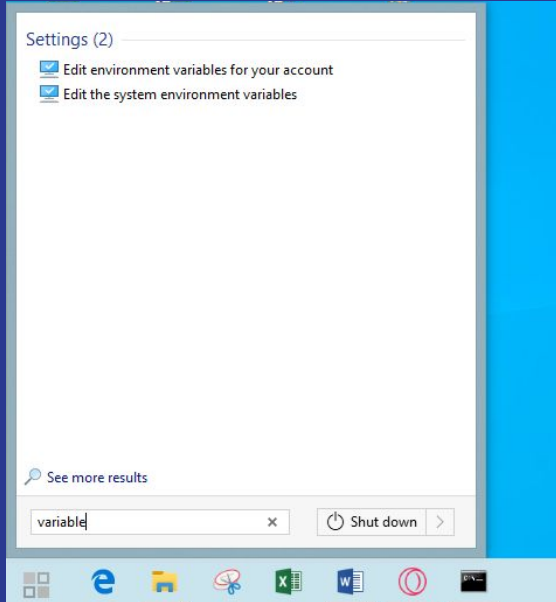 Settings (2)
Edit environment variables for your account
Edit the system environment variables
See more results
variable
Shut down